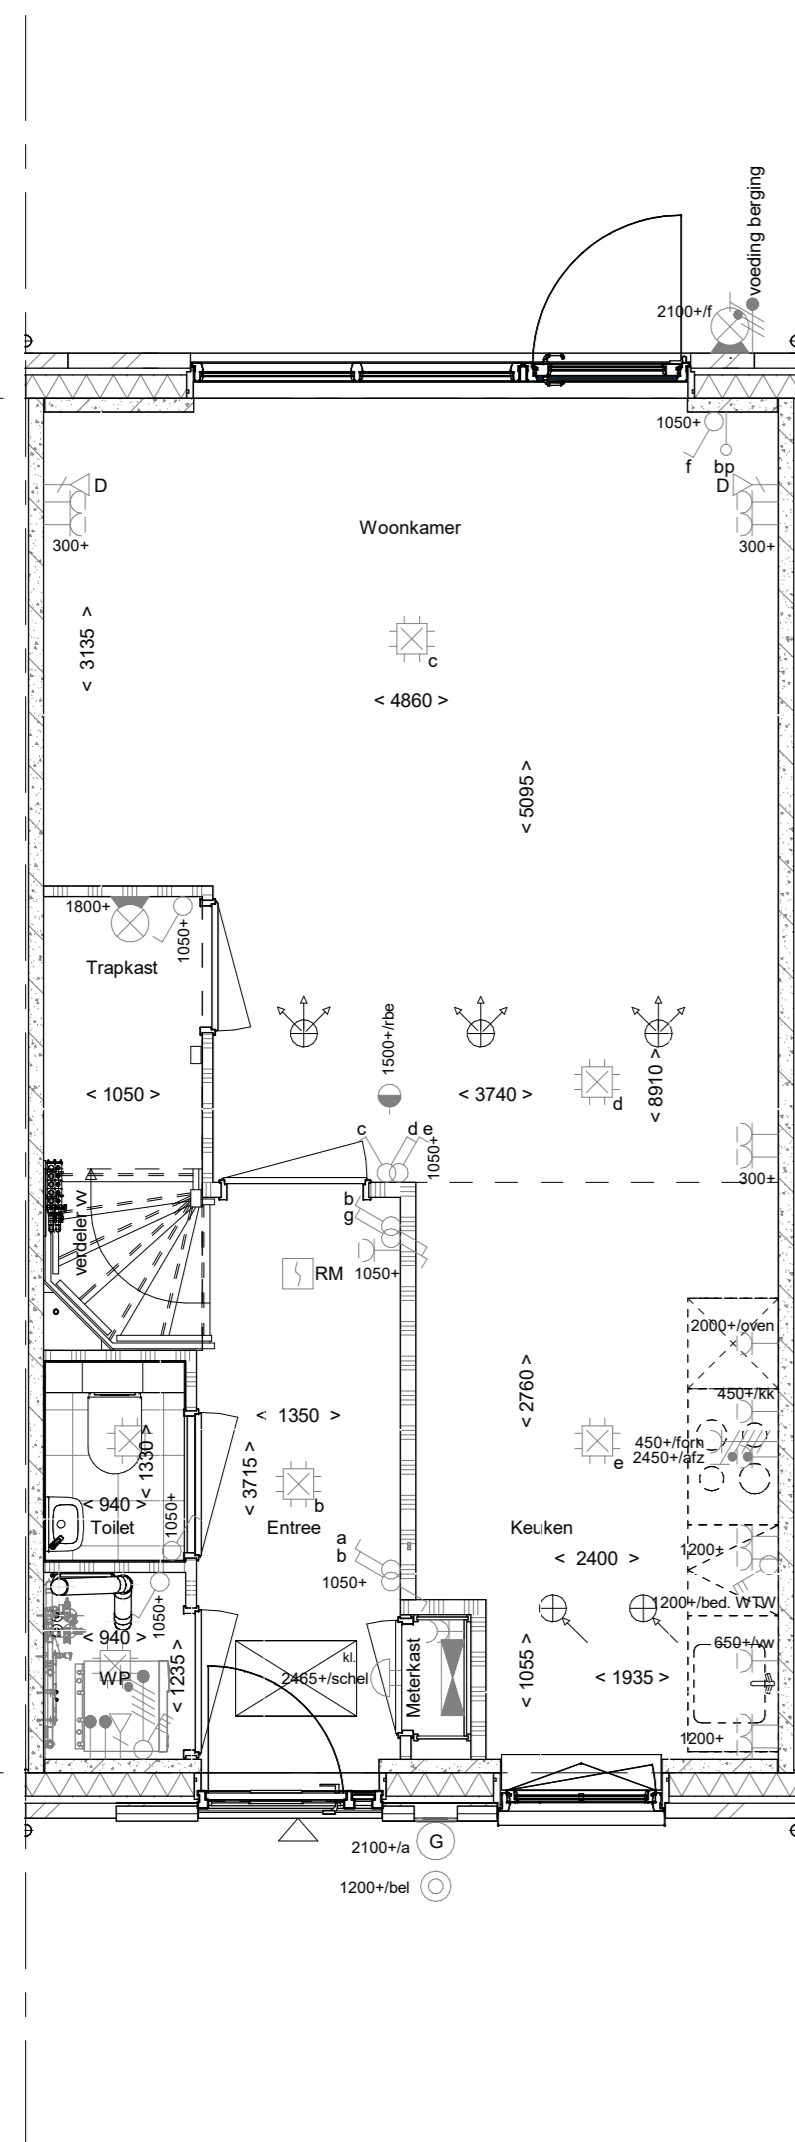 voeding berging
2100+/f
1050+
f
bp
D
D
300+
300+
Woonkamer
< 3135 >
c
< 4860 >
< 5095 >
1800+
1050+
Trapkast
1500+/rbe
< 1050 >
< 3740 >
< 8910 >
d
c
d e
1050+
300+
verdeler vv
b
g
1050+
RM
2000+/oven
< 2760 >
450+/kk
< 1350 >
450+/forn
2450+/afz
e
< 1330 >
< 3715 >
b
< 940 >
1050+
Toilet
Entree
Keuken
a
b
1050+
1200+
< 2400 >
1200+/bed. WTW
1050+
< 940 >
< 1235 >
WP
kl.
2465+/schel
Meterkast
< 1055 >
< 1935 >
650+/vw
1200+
2100+/a
G
1200+/bel